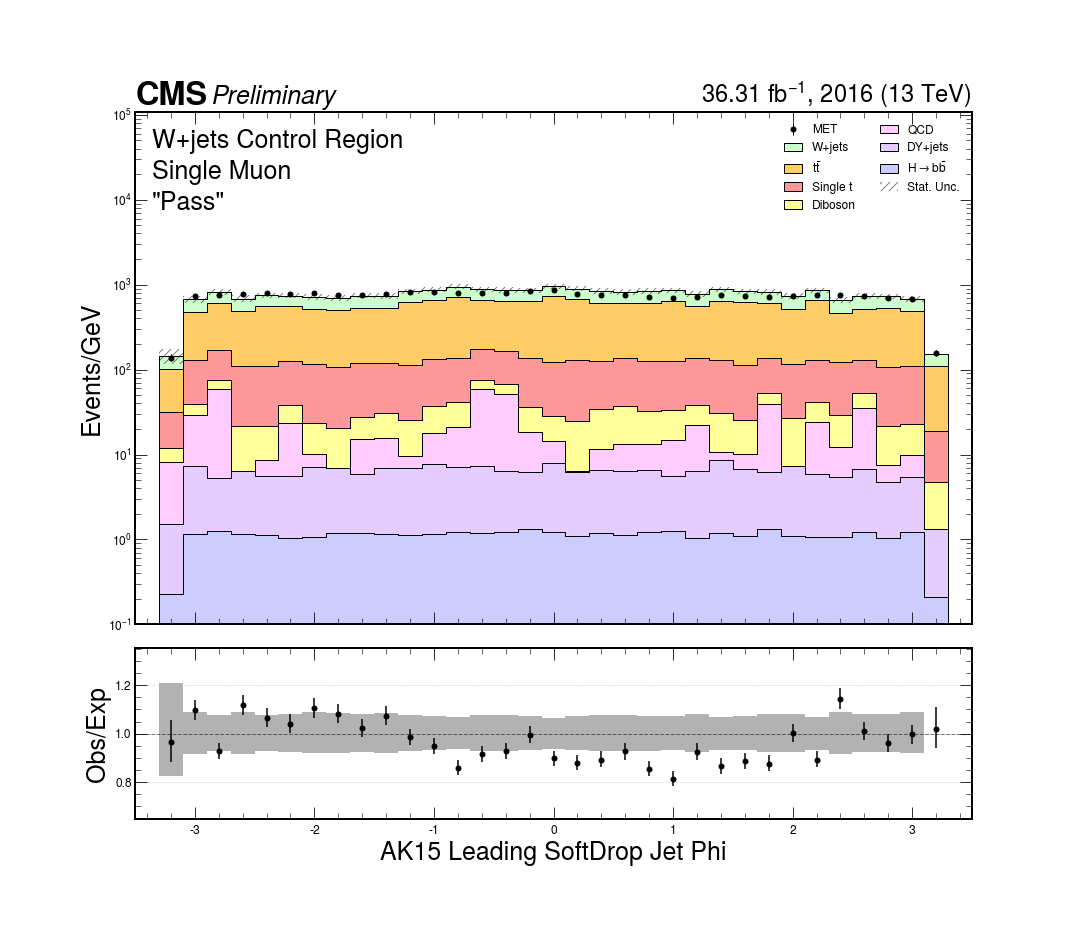 CMS Preliminary 36.31 fb⁻¹, 2016 (13 TeV)
W+jets Control Region
Single Muon
"Pass"
MET
W+jets
tt̄
Single t
Diboson
QCD
DY+jets
H→bb̄
Stat. Unc.
10⁵
10⁴
10³
10²
10¹
10⁰
10⁻¹
Events/GeV
1.2
1.0
0.8
Obs/Exp
-3 -2 -1 0 1 2 3
AK15 Leading SoftDrop Jet Phi